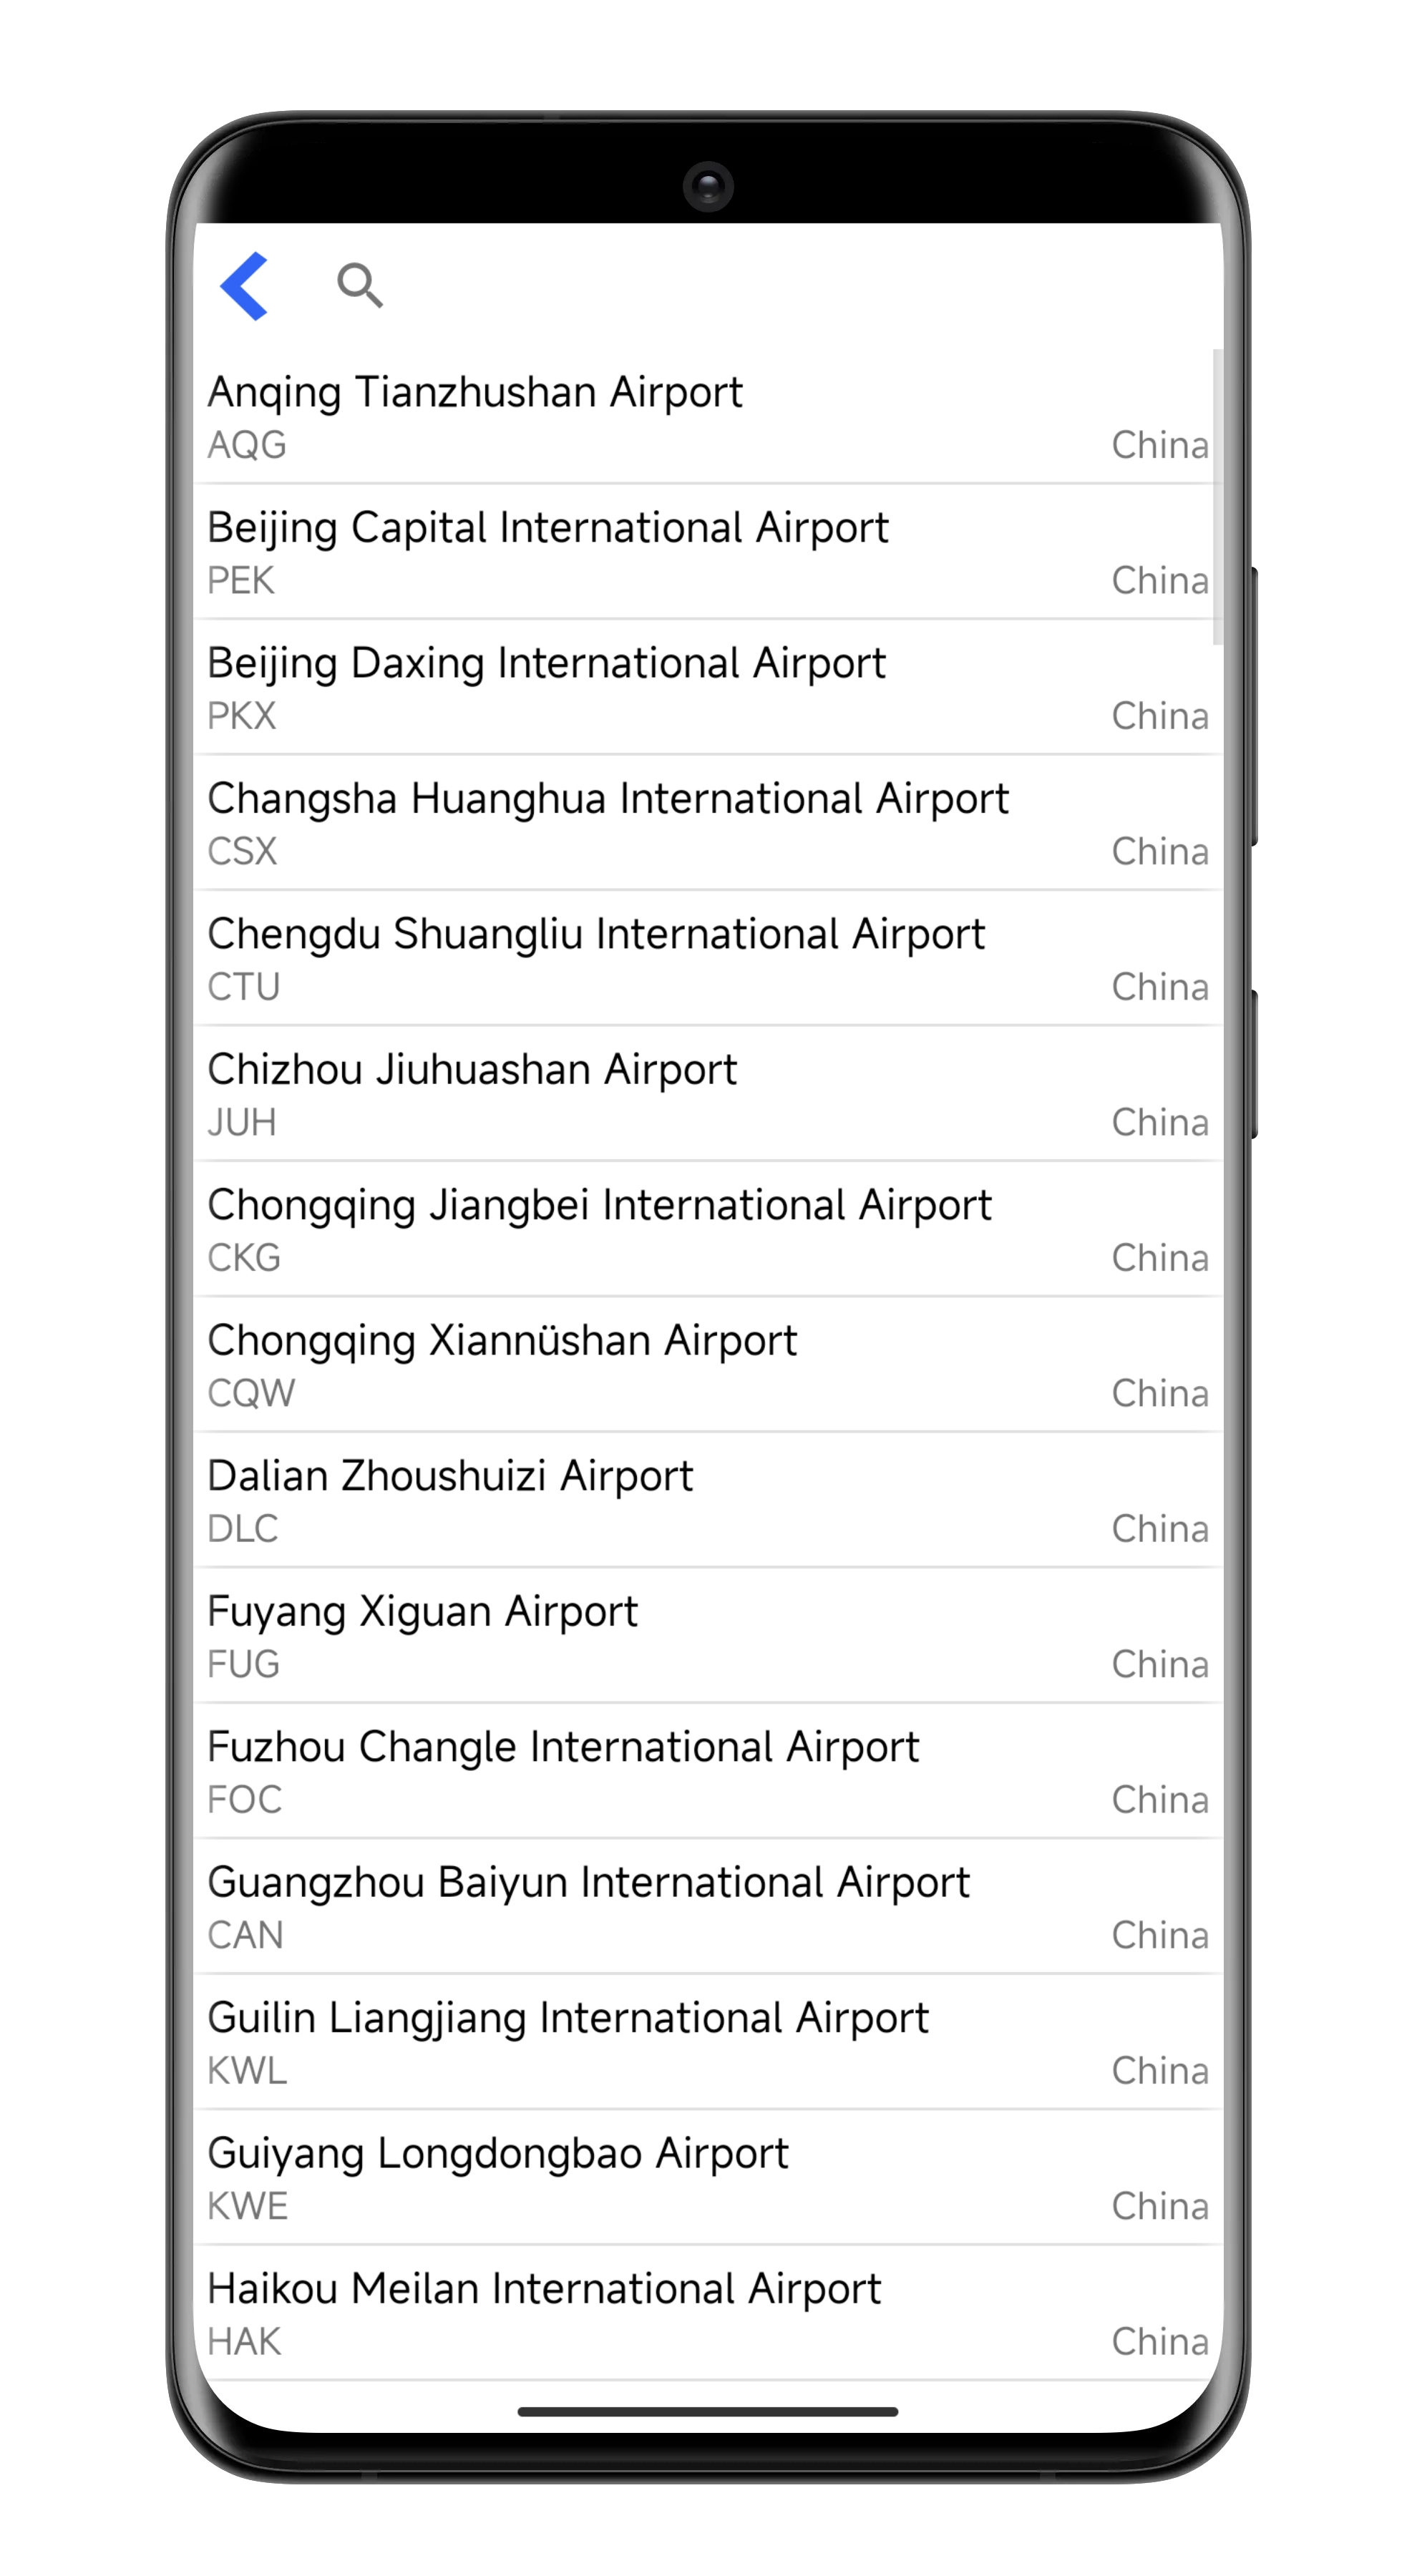 Anqing Tianzhushan Airport
AQG China
Beijing Capital International Airport
PEK China
Beijing Daxing International Airport
PKX China
Changsha Huanghua International Airport
CSX China
Chengdu Shuangliu International Airport
CTU China
Chizhou Jiuhuashan Airport
JUH China
Chongqing Jiangbei International Airport
CKG China
Chongqing Xiannüshan Airport
CQW China
Dalian Zhoushuizi Airport
DLC China
Fuyang Xiguan Airport
FUG China
Fuzhou Changle International Airport
FOC China
Guangzhou Baiyun International Airport
CAN China
Guilin Liangjiang International Airport
KWL China
Guiyang Longdongbao Airport
KWE China
Haikou Meilan International Airport
HAK China